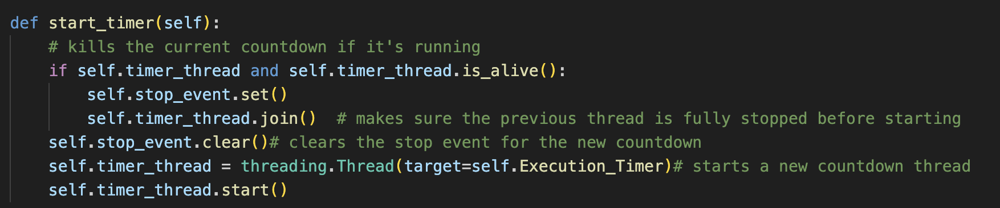 def start_timer(self):
    # kills the current countdown if it's running
    if self.timer_thread and self.timer_thread.is_alive():
        self.stop_event.set()
        self.timer_thread.join()  # makes sure the previous thread is fully stopped before starting
    self.stop_event.clear()# clears the stop event for the new countdown
    self.timer_thread = threading.Thread(target=self.Execution_Timer)# starts a new countdown thread
    self.timer_thread.start()